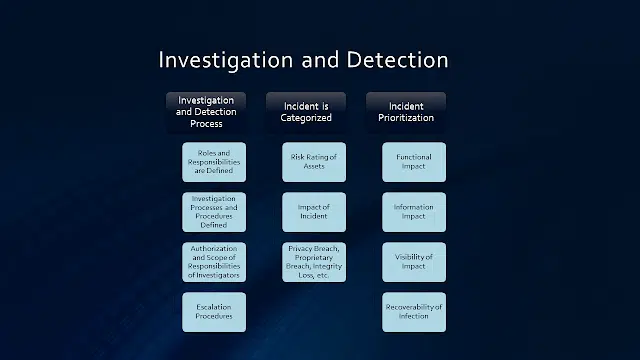 Investigation and Detection
Investigation
and Detection
Process
Roles and
Responsibilities
are Defined
Investigation
Processes and
Procedures
Defined
Authorization
and Scope of
Responsibilities
of Investigators
Escalation
Procedures
Incident is
Categorized
Risk Rating of
Assets
Impact of
Incident
Privacy Breach,
Proprietary
Breach, Integrity
Loss, etc.
Incident
Prioritization
Functional
Impact
Information
Impact
Visibility of
Impact
Recoverability of
Infection